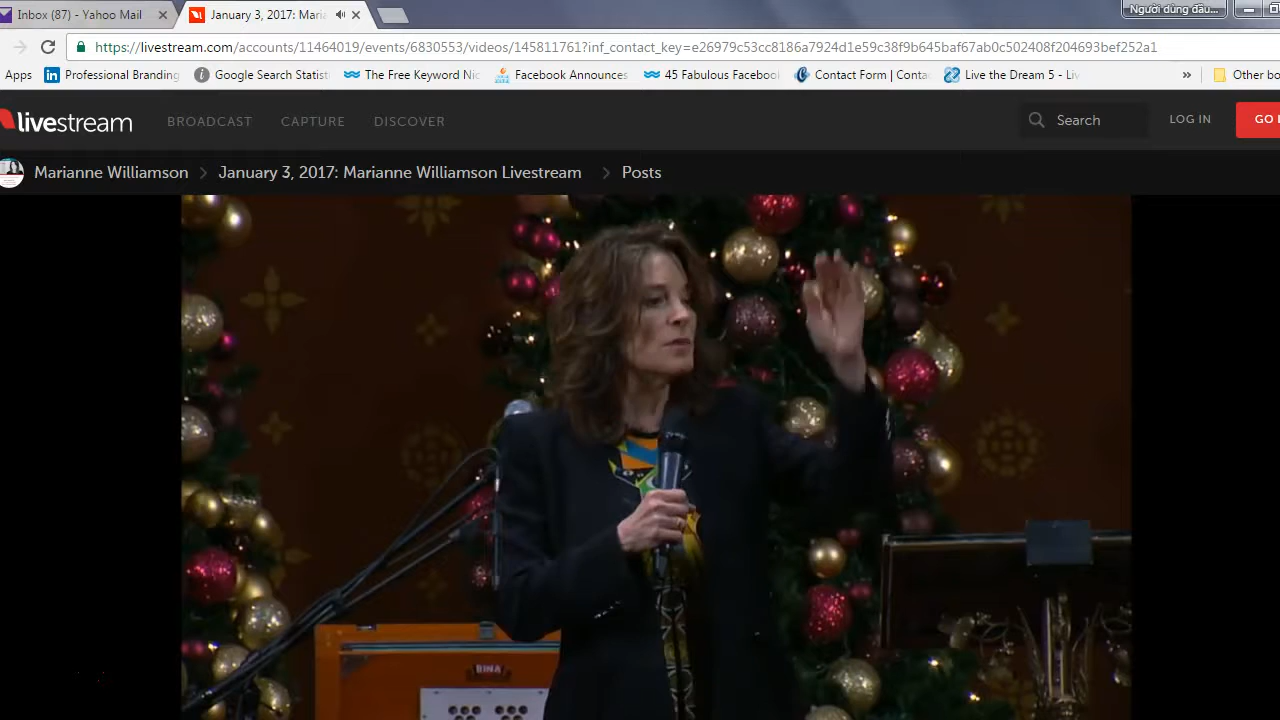 Inbox (87) - Yahoo Mail
January 3, 2017: Maria
Người dùng đầu...
https://livestream.com/accounts/11464019/events/6830553/videos/145811761?inf_contact_key=e26979c53cc8186a7924d1e59c38f9b645baf67ab0c502408f204693bef252a1
Apps Professional Branding Google Search Statist The Free Keyword Nic Facebook Announces 45 Fabulous Faceboo Contact Form | Conta Live the Dream 5 - Liv » Other bo
livestream BROADCAST CAPTURE DISCOVER Search LOG IN GO
Marianne Williamson January 3, 2017: Marianne Williamson Livestream Posts